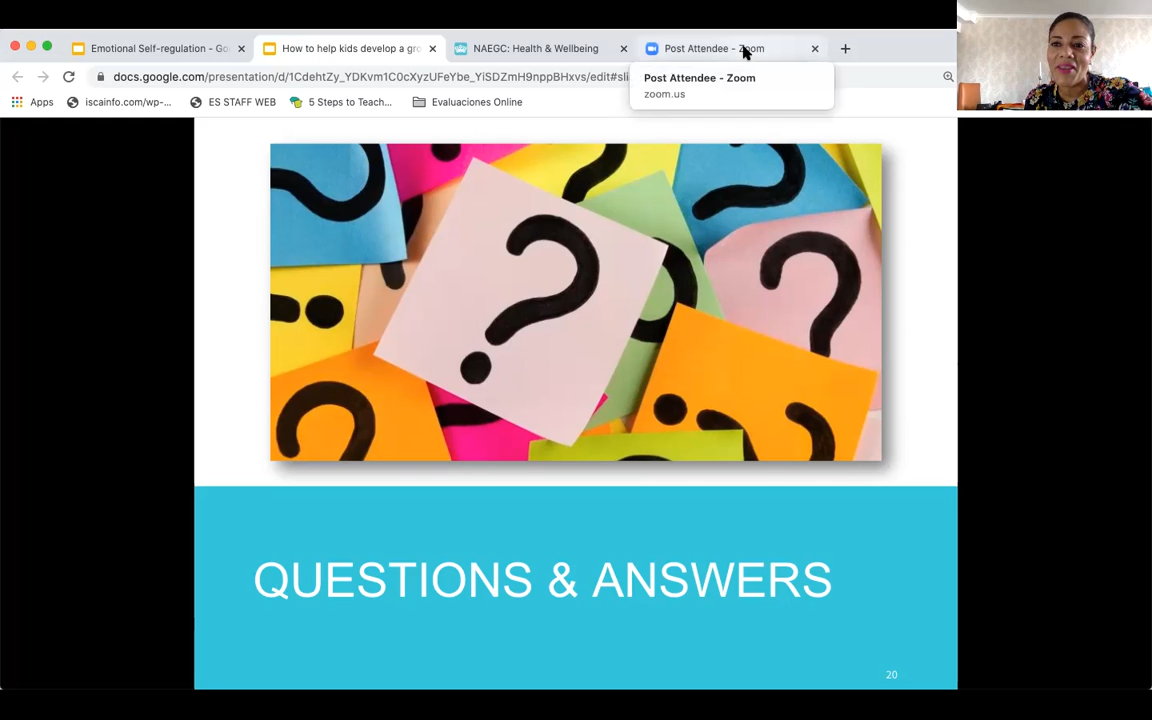 Emotional Self-regulation - Go
How to help kids develop a gro
NAEGC: Health & Wellbeing
Post Attendee - Zoom
docs.google.com/presentation/d/1CdehtZy_YDKvm1C0cXyzUFeYbe_YiSDZmH9nppBHxvs/edit#sli
Post Attendee - Zoom
zoom.us
Apps
iscainfo.com/wp-...
ES STAFF WEB
5 Steps to Teach...
Evaluaciones Online
?
QUESTIONS & ANSWERS
20